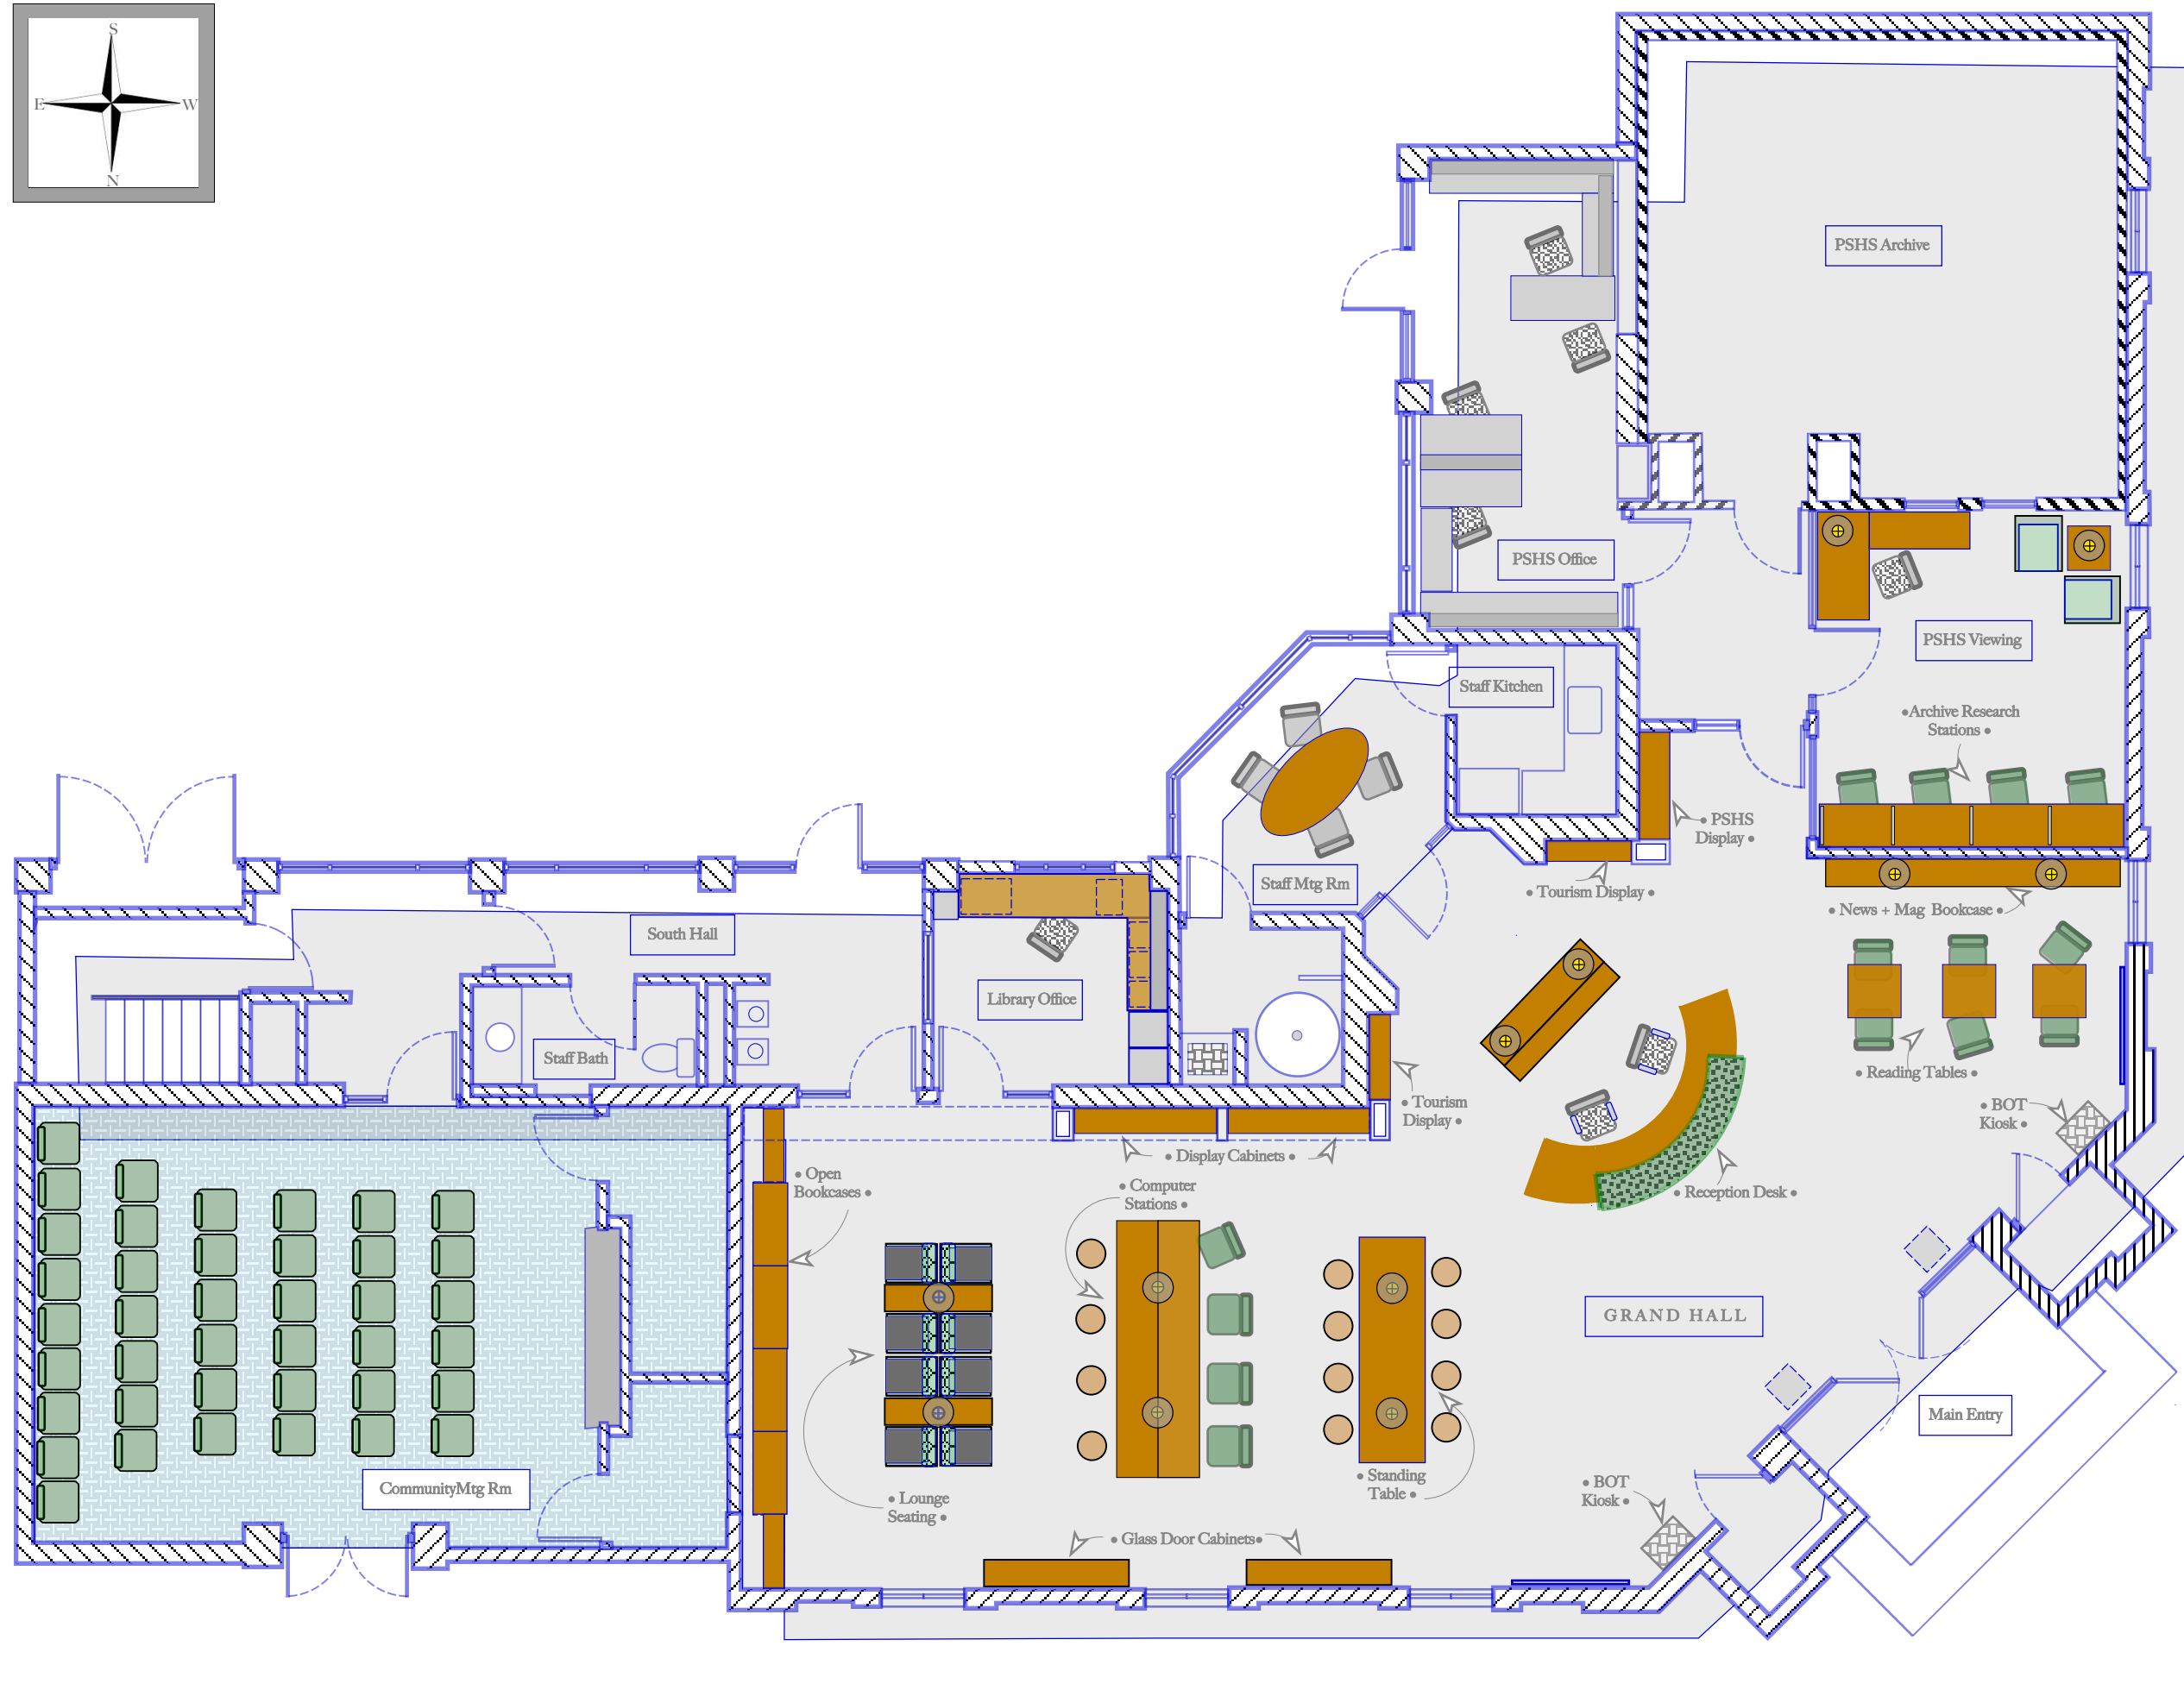 S
E
W
N
PSHS Archive
PSHS Office
PSHS Viewing
Staff Kitchen
•Archive Research
Stations •
• PSHS
Display •
Staff Mtg Rm
• Tourism Display •
• News + Mag Bookcase •
South Hall
Library Office
Staff Bath
• Reading Tables •
• Tourism
Display •
• BOT
Kiosk •
• Display Cabinets •
• Open
Bookcases •
• Computer
Stations •
• Reception Desk •
GRAND HALL
Main Entry
CommunityMtg Rm
• Lounge
Seating •
• Standing
Table •
• BOT
Kiosk •
• Glass Door Cabinets•